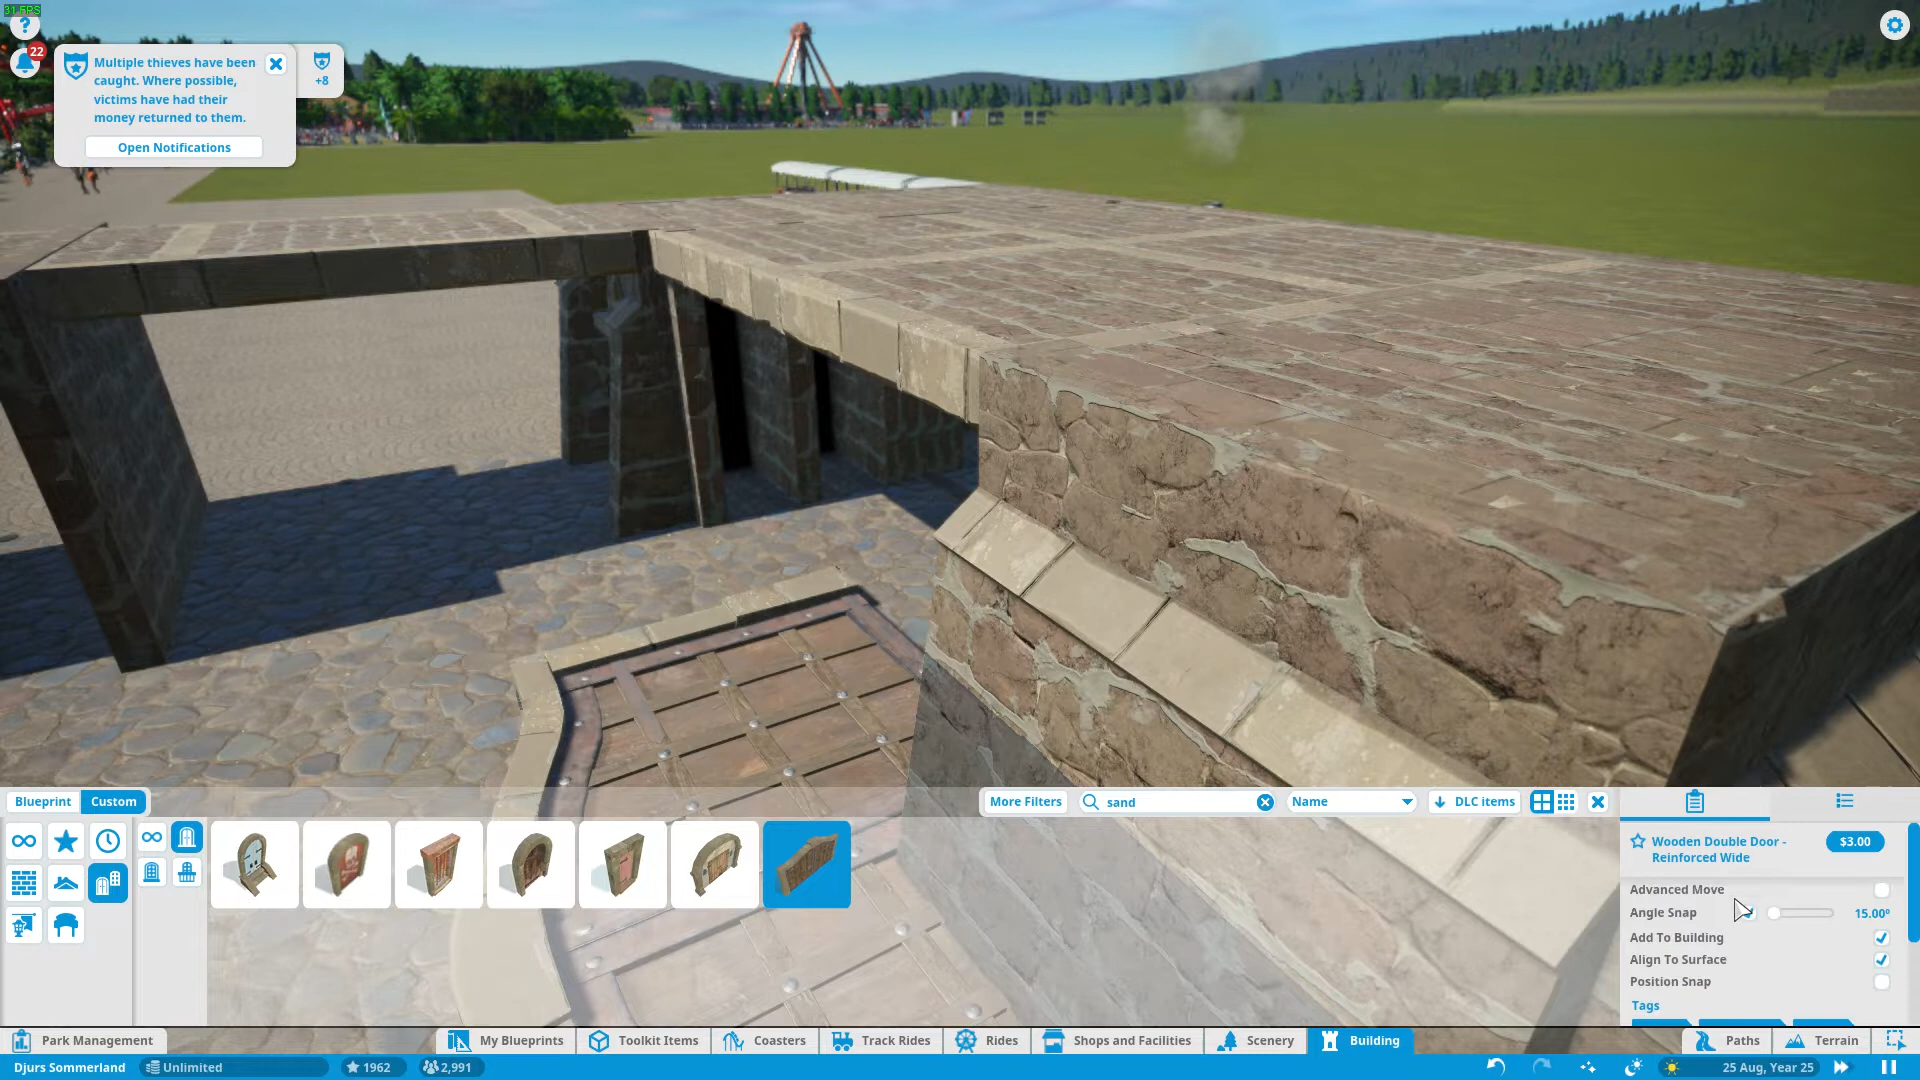 31 FPS
?
22
Multiple thieves have been
caught. Where possible,
victims have had their
money returned to them.
Open Notifications
+8
Blueprint
Custom
More Filters
sand
Name
DLC items
Wooden Double Door -
Reinforced Wide
$3.00
Advanced Move
Angle Snap
15.00°
Add To Building
Align To Surface
Position Snap
Tags
Park Management
My Blueprints
Toolkit Items
Coasters
Track Rides
Rides
Shops and Facilities
Scenery
Building
Paths
Terrain
Djurs Sommerland
Unlimited
1962
2,991
25 Aug, Year 25